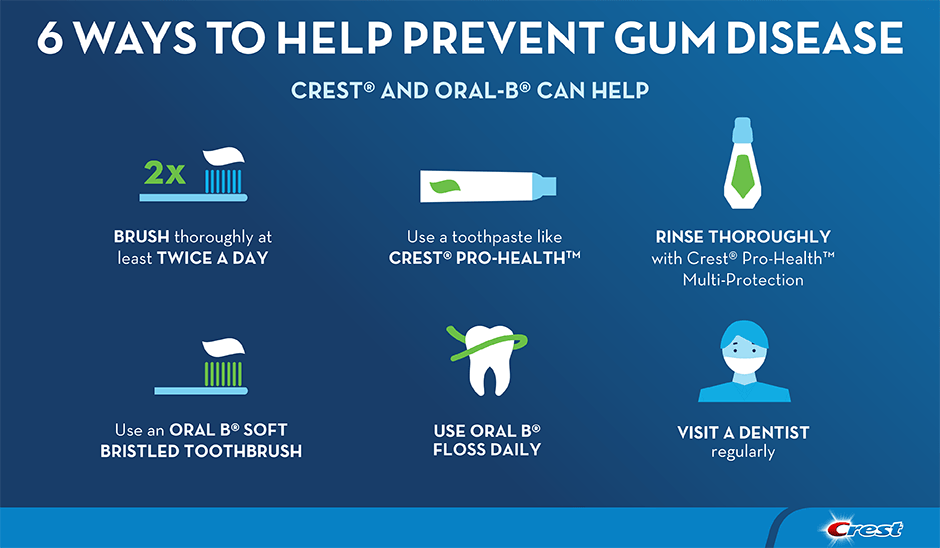 6 WAYS TO HELP PREVENT GUM DISEASE
CREST® AND ORAL-B® CAN HELP
2x
BRUSH thoroughly at
least TWICE A DAY
Use a toothpaste like
CREST® PRO-HEALTH™
RINSE THOROUGHLY
with Crest® Pro-Health™
Multi-Protection
Use an ORAL B® SOFT
BRISTLED TOOTHBRUSH
USE ORAL B®
FLOSS DAILY
VISIT A DENTIST
regularly
Crest